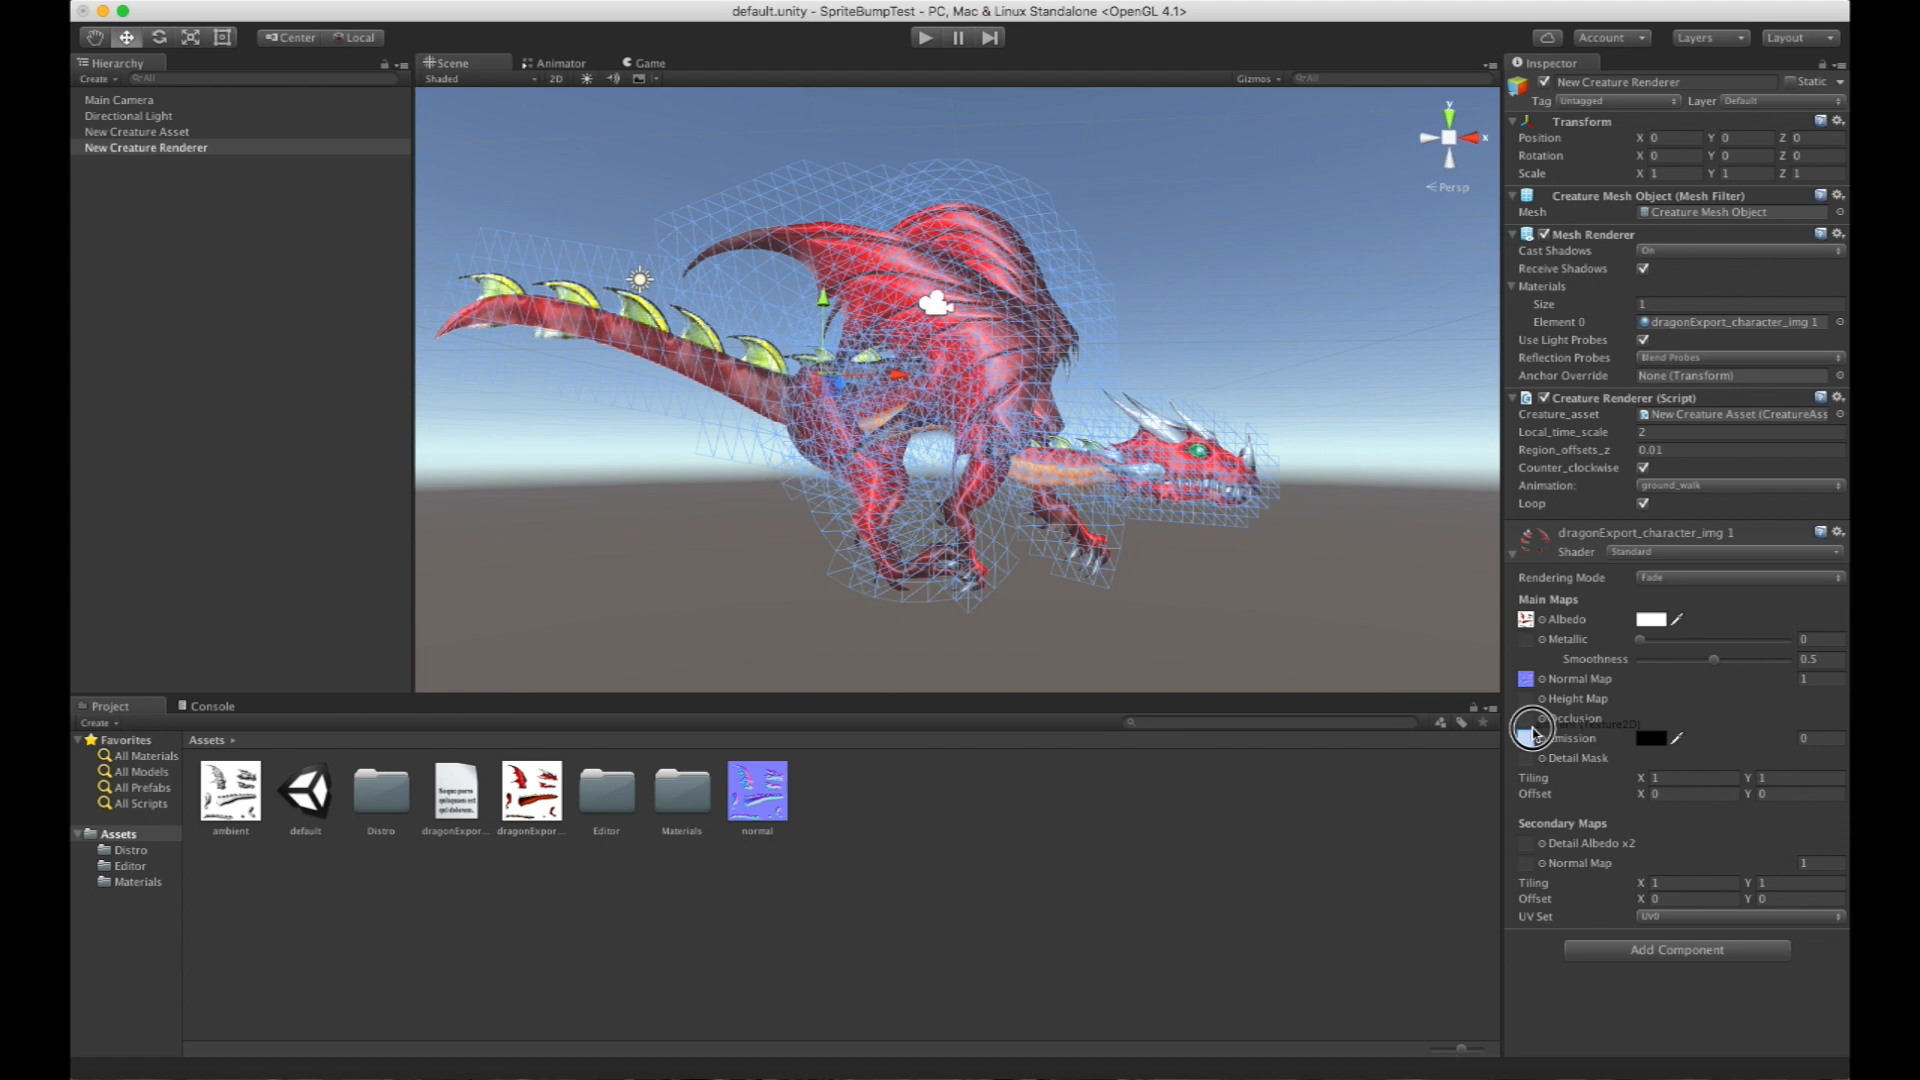 default.unity - SpriteBumpTest - PC, Mac & Linux Standalone <OpenGL 4.1>
Center Local
Account Layers Layout
Hierarchy
Create All
Main Camera
Directional Light
New Creature Asset
New Creature Renderer
Scene Animator Game
Shaded 2D Gizmos All
y
x
Persp
Inspector
New Creature Renderer Static
Tag Untagged Layer Default
Transform
Position X 0 Y 0 Z 0
Rotation X 0 Y 0 Z 0
Scale X 1 Y 1 Z 1
Creature Mesh Object (Mesh Filter)
Mesh Creature Mesh Object
Mesh Renderer
Cast Shadows On
Receive Shadows
Materials
Size 1
Element 0 dragonExport_character_img 1
Use Light Probes
Reflection Probes Blend Probes
Anchor Override None (Transform)
Creature Renderer (Script)
Creature_asset New Creature Asset (CreatureAss
Local_time_scale 2
Region_offsets_z 0.01
Counter_clockwise
Animation: ground_walk
Loop
dragonExport_character_img 1
Shader Standard
Rendering Mode Fade
Main Maps
Albedo
Metallic 0
Smoothness 0.5
Normal Map 1
Height Map
Occlusion
mission 0
Detail Mask
Tiling X 1 Y 1
Offset X 0 Y 0
Secondary Maps
Detail Albedo x2
Normal Map 1
Tiling X 1 Y 1
Offset X 0 Y 0
UV Set UV0
Add Component
Project Console
Create
Favorites
All Materials
All Models
All Prefabs
All Scripts
Assets
Distro
Editor
Materials
Assets
ambient default Distro dragonExpor... dragonExpor... Editor Materials normal